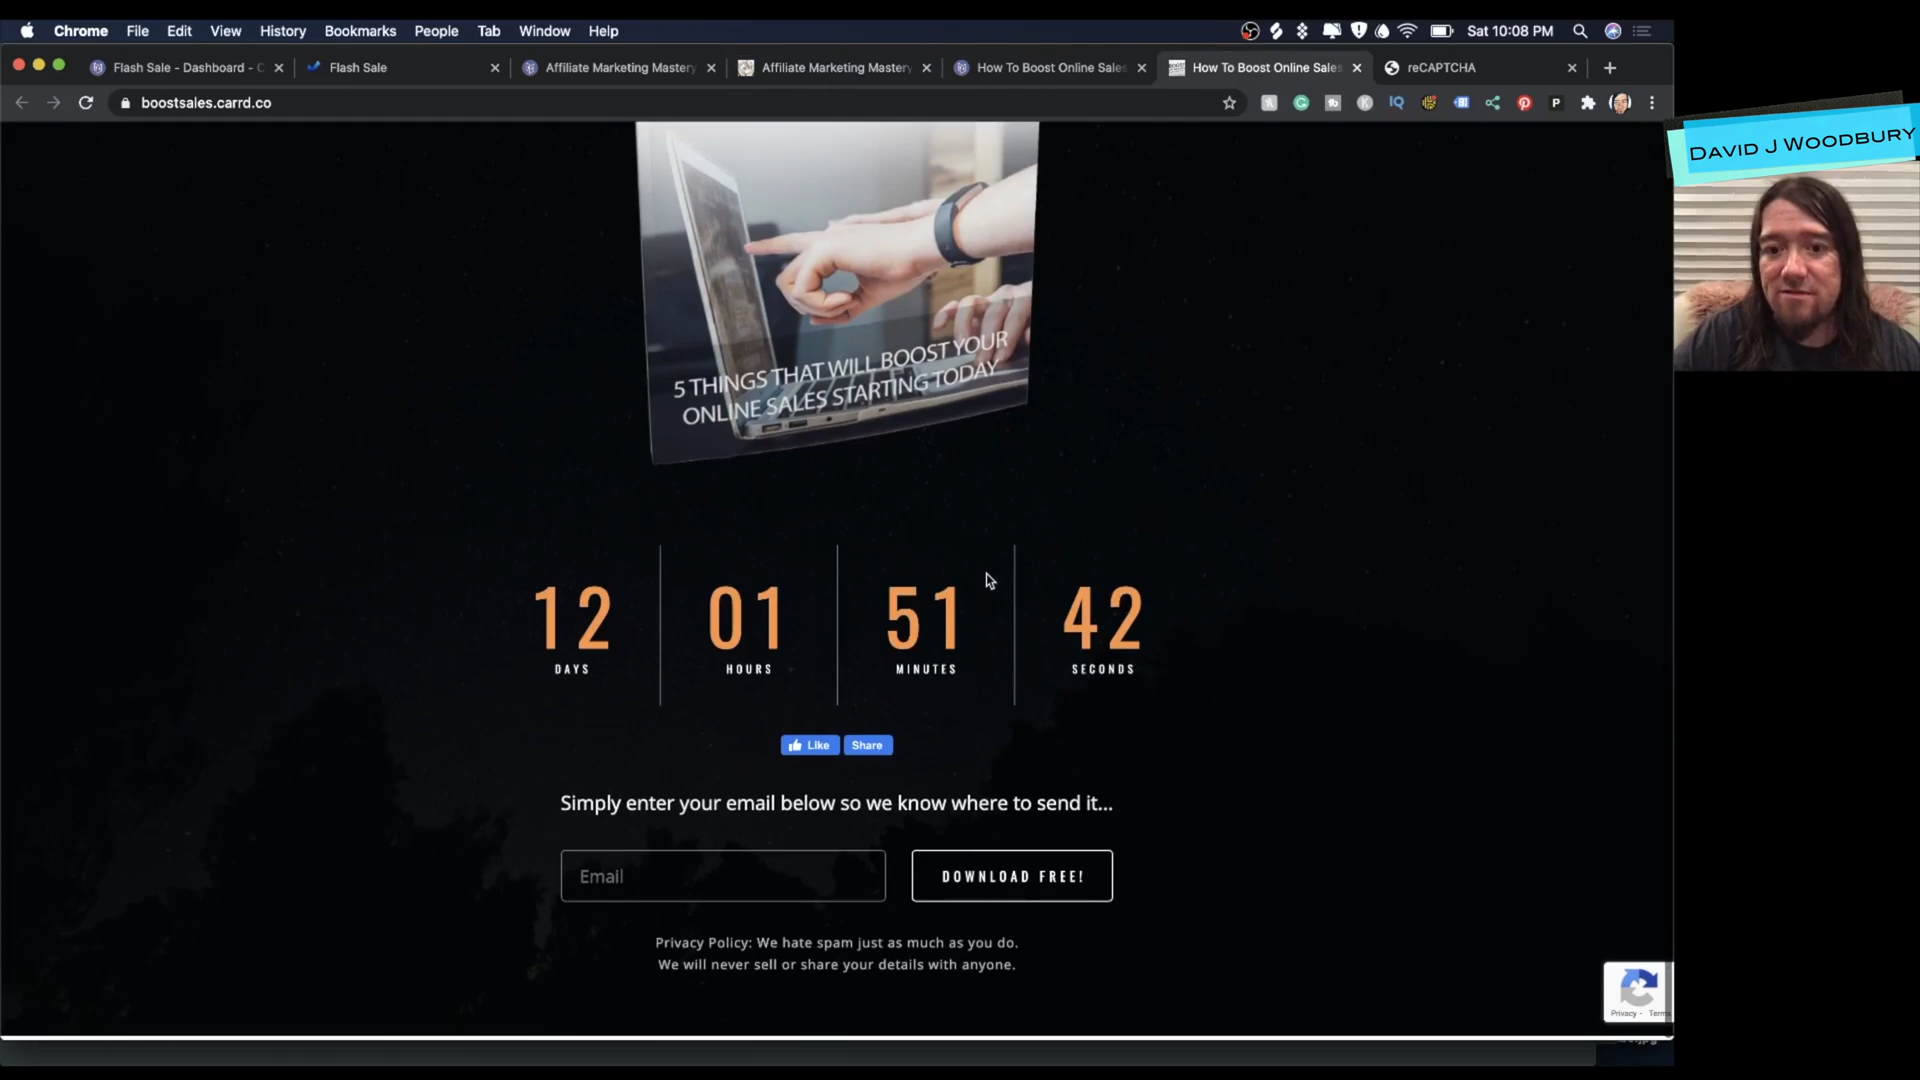 Chrome File Edit View History Bookmarks People Tab Window Help
Sat 10:08 PM
Flash Sale - Dashboard - C
Flash Sale
Affiliate Marketing Mastery
Affiliate Marketing Mastery
How To Boost Online Sales
How To Boost Online Sales
reCAPTCHA
boostsales.carrd.co
DAVID J WOODBURY
5 THINGS THAT WILL BOOST YOUR
ONLINE SALES STARTING TODAY
12 01 51 42
DAYS HOURS MINUTES SECONDS
Like Share
Simply enter your email below so we know where to send it...
Email
DOWNLOAD FREE!
Privacy Policy: We hate spam just as much as you do.
We will never sell or share your details with anyone.
Privacy - Terms